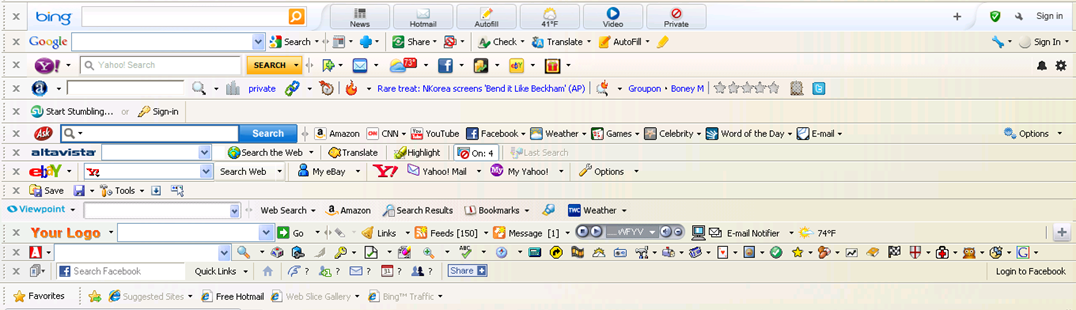 x bing News Hotmail Autofill 41°F Video Private + Sign in
x Google Search Share Check Translate AutoFill Sign In
x Y! Yahoo! Search SEARCH 73° f eBY
x a private Rare treat: NKorea screens 'Bend it Like Beckham' (AP) Groupon Boney M
x Start Stumbling... or Sign-in
x Ask Search a Amazon CNN CNN YouTube Facebook Weather Games Celebrity Word of the Day E-mail Options
x altavista Search the Web Translate Highlight On: 4 Last Search
x ebY Y! Search Web My eBay Y! Yahoo! Mail My My Yahoo! Options
x Save Tools
x Viewpoint Web Search a Amazon Search Results Bookmarks TWC Weather
x Your Logo Go Links Feeds [150] Message [1] WFYV E-mail Notifier 74°F +
x A ABC G
x f Search Facebook Quick Links ? ? ? 31 ? ? Share + Login to Facebook
Favorites Suggested Sites Free Hotmail Web Slice Gallery Bing™ Traffic